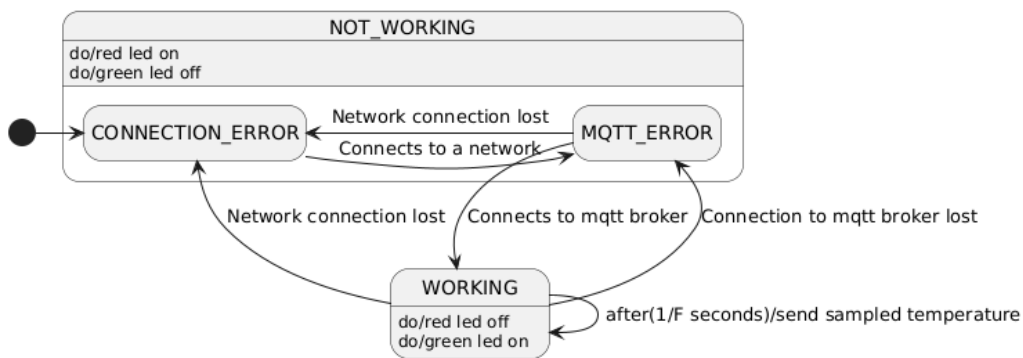 NOT_WORKING
do/red led on
do/green led off
Network connection lost
CONNECTION_ERROR
MQTT_ERROR
Connects to a network
Network connection lost
Connects to mqtt broker
Connection to mqtt broker lost
WORKING
do/red led off
do/green led on
after(1/F seconds)/send sampled temperature